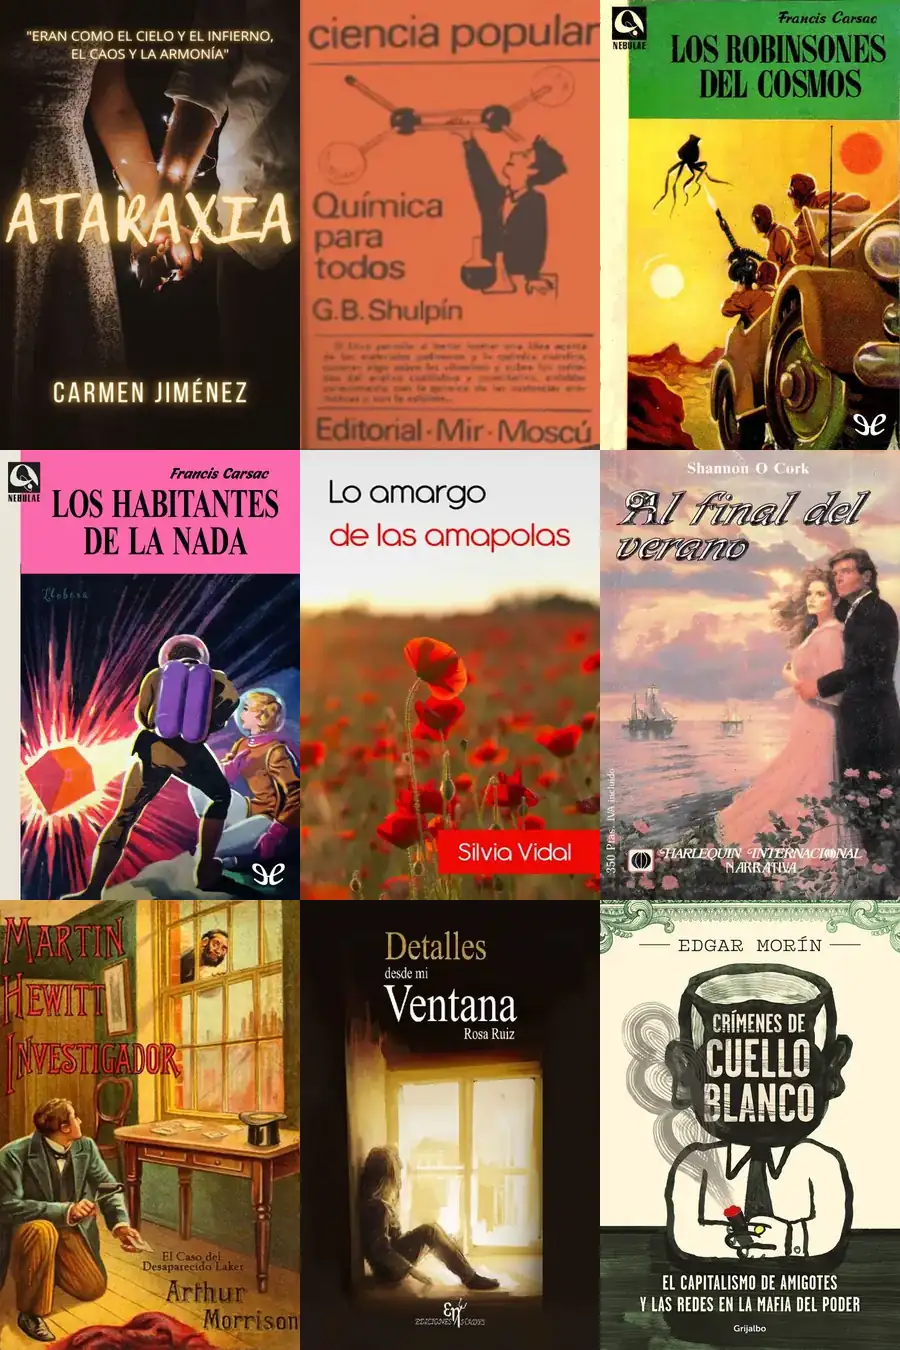 "ERAN COMO EL CIELO Y EL INFIERNO,
EL CAOS Y LA ARMONÍA"
ATARAXIA
CARMEN JIMÉNEZ
ciencia popular
Química
para
todos
G.B. Shulpín
Editorial · Mir · Moscú
NEBULAE
Francis Carsac
LOS ROBINSONES
DEL COSMOS
NEBULAE
Francis Carsac
LOS HABITANTES
DE LA NADA
Llobera
Lo amargo
de las amapolas
Silvia Vidal
Shannon O Cork
Al final del
verano
350 Ptas. IVA incluido
HARLEQUIN INTERNACIONAL
NARRATIVA
MARTIN
HEWITT
INVESTIGADOR
El Caso del
Desaparecido Laker
Arthur
Morrison
Detalles
desde mi
Ventana
Rosa Ruiz
EDGAR MORÍN
CRÍMENES DE
CUELLO
BLANCO
EL CAPITALISMO DE AMIGOTES
Y LAS REDES EN LA MAFIA DEL PODER
Grijalbo